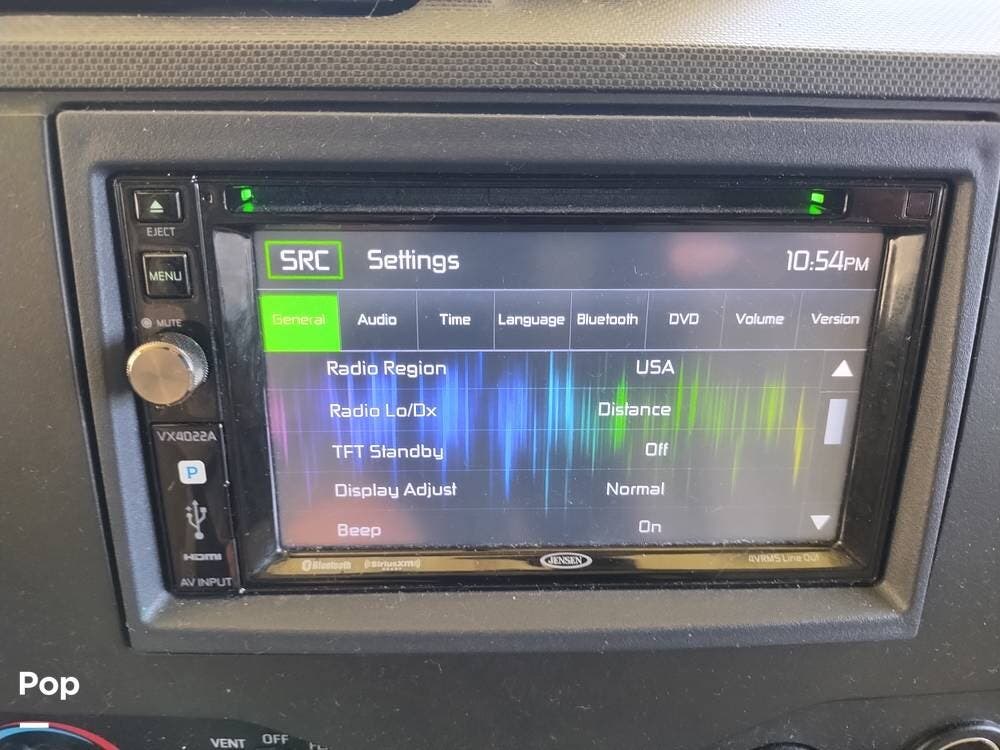 EJECT
MENU
MUTE
VX4022A
P
HDMI
AV INPUT
SRC Settings 10:54PM
General Audio Time Language Bluetooth DVD Volume Version
Radio Region USA
Radio Lo/Dx Distance
TFT Standby Off
Display Adjust Normal
Beep On
Bluetooth SiriusXM JENSEN 4VRMS Line OUT
Pop
VENT OFF